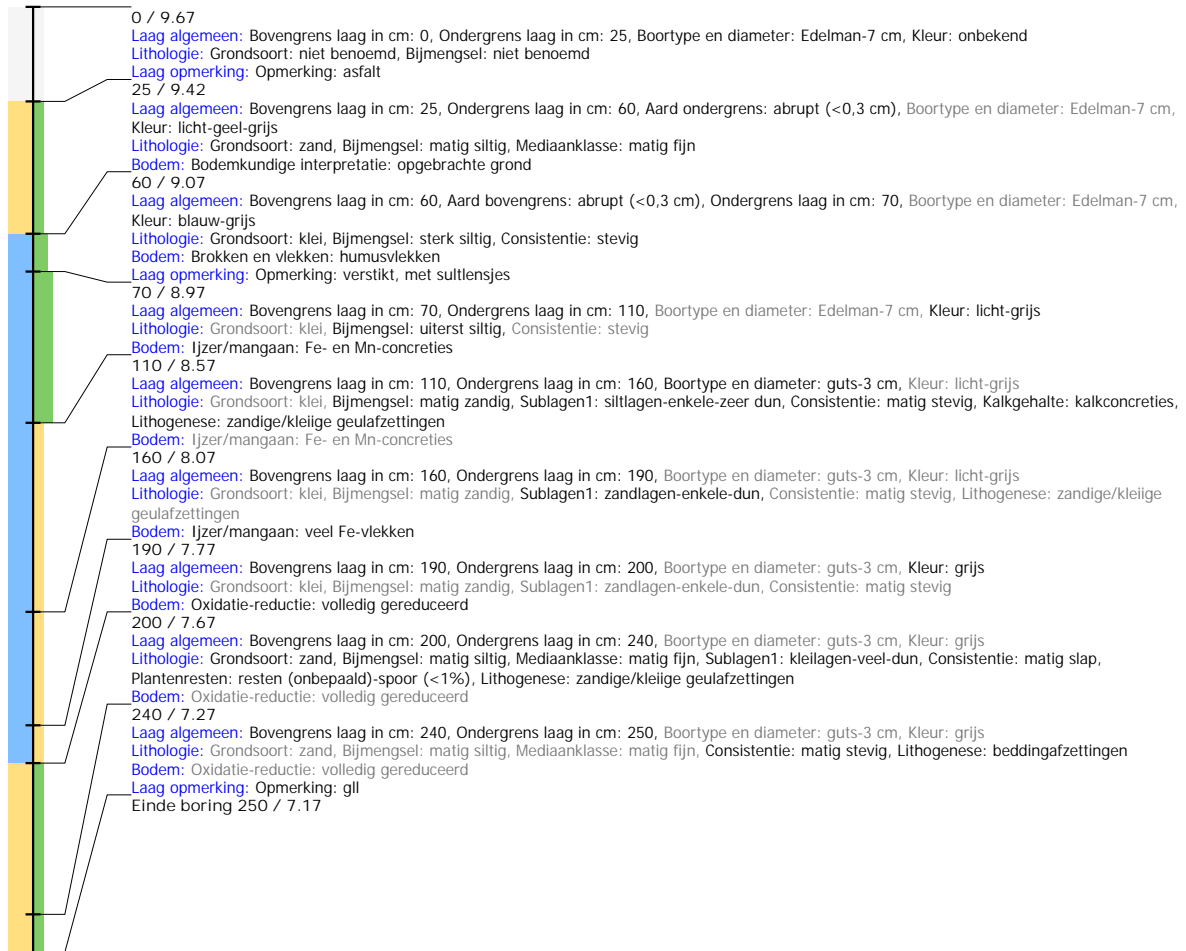 0 / 9.67
Laag algemeen: Bovengrens laag in cm: 0, Ondergrens laag in cm: 25, Boortype en diameter: Edelman-7 cm, Kleur: onbekend
Lithologie: Grondsoort: niet benoemd, Bijmengsel: niet benoemd
Laag opmerking: Opmerking: asfalt
25 / 9.42
Laag algemeen: Bovengrens laag in cm: 25, Ondergrens laag in cm: 60, Aard ondergrens: abrupt (<0,3 cm), Boortype en diameter: Edelman-7 cm,
Kleur: licht-geel-grijs
Lithologie: Grondsoort: zand, Bijmengsel: matig siltig, Mediaanklasse: matig fijn
Bodem: Bodemkundige interpretatie: opgebrachte grond
60 / 9.07
Laag algemeen: Bovengrens laag in cm: 60, Aard bovengrens: abrupt (<0,3 cm), Ondergrens laag in cm: 70, Boortype en diameter: Edelman-7 cm,
Kleur: blauw-grijs
Lithologie: Grondsoort: klei, Bijmengsel: sterk siltig, Consistentie: stevig
Bodem: Brokken en vlekken: humusvlekken
Laag opmerking: Opmerking: verstikt, met sultlensjes
70 / 8.97
Laag algemeen: Bovengrens laag in cm: 70, Ondergrens laag in cm: 110, Boortype en diameter: Edelman-7 cm, Kleur: licht-grijs
Lithologie: Grondsoort: klei, Bijmengsel: uiterst siltig, Consistentie: stevig
Bodem: Ijzer/mangaan: Fe- en Mn-concreties
110 / 8.57
Laag algemeen: Bovengrens laag in cm: 110, Ondergrens laag in cm: 160, Boortype en diameter: guts-3 cm, Kleur: licht-grijs
Lithologie: Grondsoort: klei, Bijmengsel: matig zandig, Sublagen1: siltlagen-enkele-zeer dun, Consistentie: matig stevig, Kalkgehalte: kalkconcreties,
Lithogenese: zandige/kleiige geulafzettingen
Bodem: Ijzer/mangaan: Fe- en Mn-concreties
160 / 8.07
Laag algemeen: Bovengrens laag in cm: 160, Ondergrens laag in cm: 190, Boortype en diameter: guts-3 cm, Kleur: licht-grijs
Lithologie: Grondsoort: klei, Bijmengsel: matig zandig, Sublagen1: zandlagen-enkele-dun, Consistentie: matig stevig, Lithogenese: zandige/kleiige
geulafzettingen
Bodem: Ijzer/mangaan: veel Fe-vlekken
190 / 7.77
Laag algemeen: Bovengrens laag in cm: 190, Ondergrens laag in cm: 200, Boortype en diameter: guts-3 cm, Kleur: grijs
Lithologie: Grondsoort: klei, Bijmengsel: matig zandig, Sublagen1: zandlagen-enkele-dun, Consistentie: matig stevig
Bodem: Oxidatie-reductie: volledig gereduceerd
200 / 7.67
Laag algemeen: Bovengrens laag in cm: 200, Ondergrens laag in cm: 240, Boortype en diameter: guts-3 cm, Kleur: grijs
Lithologie: Grondsoort: zand, Bijmengsel: matig siltig, Mediaanklasse: matig fijn, Sublagen1: kleilagen-veel-dun, Consistentie: matig slap,
Plantenresten: resten (onbepaald)-spoor (<1%), Lithogenese: zandige/kleiige geulafzettingen
Bodem: Oxidatie-reductie: volledig gereduceerd
240 / 7.27
Laag algemeen: Bovengrens laag in cm: 240, Ondergrens laag in cm: 250, Boortype en diameter: guts-3 cm, Kleur: grijs
Lithologie: Grondsoort: zand, Bijmengsel: matig siltig, Mediaanklasse: matig fijn, Consistentie: matig stevig, Lithogenese: beddingafzettingen
Bodem: Oxidatie-reductie: volledig gereduceerd
Laag opmerking: Opmerking: gll
Einde boring 250 / 7.17